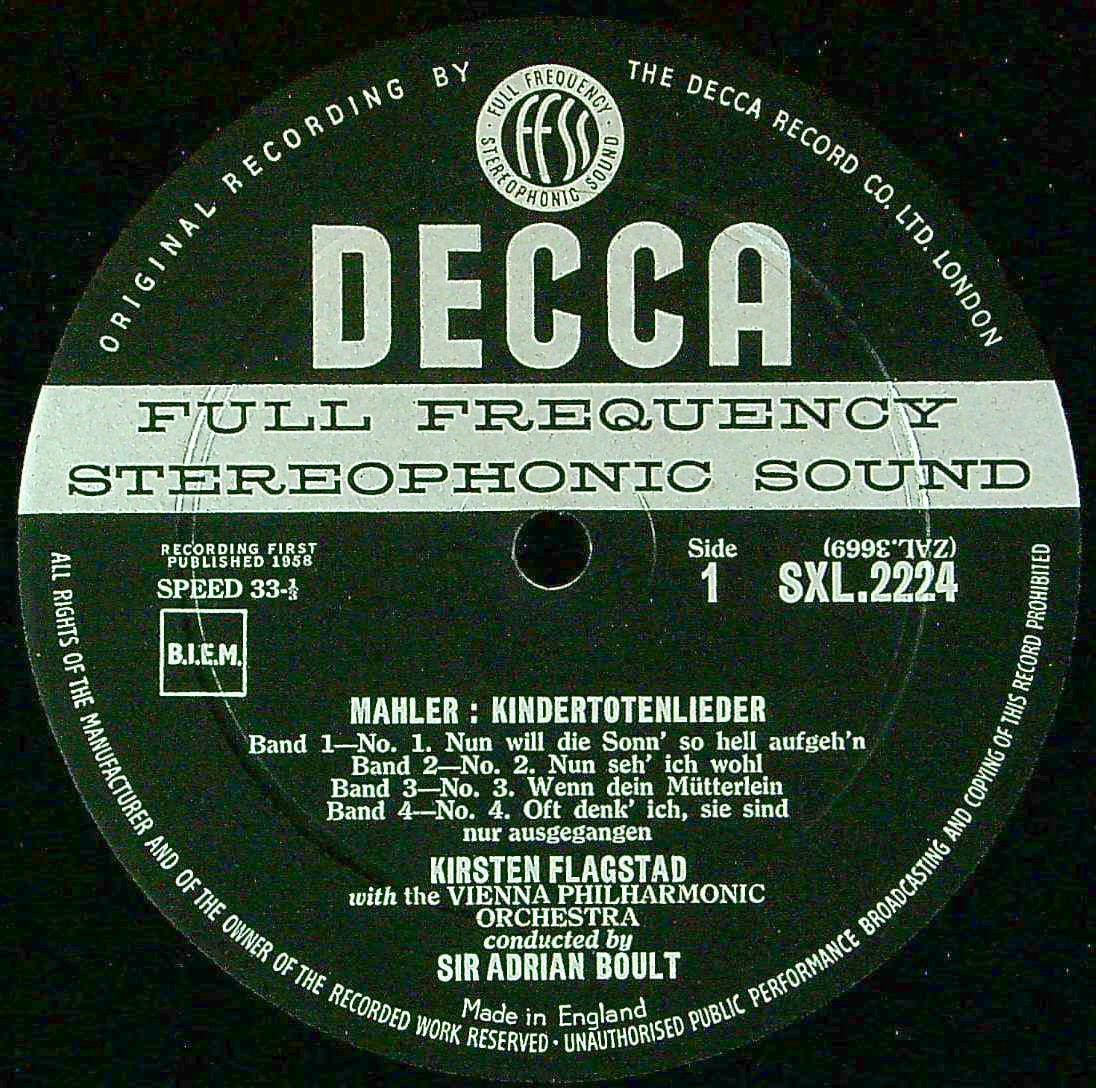 ORIGINAL RECORDING BY
THE DECCA RECORD CO. LTD. LONDON
· FULL FREQUENCY ·
STEREOPHONIC SOUND
FFSS
DECCA
FULL FREQUENCY
STEREOPHONIC SOUND
RECORDING FIRST
PUBLISHED 1958
SPEED 33-⅓
B.I.E.M.
Side
1
(ZAL.3669)
SXL.2224
MAHLER : KINDERTOTENLIEDER
Band 1—No. 1. Nun will die Sonn' so hell aufgeh'n
Band 2—No. 2. Nun seh' ich wohl
Band 3—No. 3. Wenn dein Mütterlein
Band 4—No. 4. Oft denk' ich, sie sind
nur ausgegangen
KIRSTEN FLAGSTAD
with the VIENNA PHILHARMONIC
ORCHESTRA
conducted by
SIR ADRIAN BOULT
Made in England
ALL RIGHTS OF THE MANUFACTURER AND OF THE OWNER OF THE RECORDED WORK RESERVED · UNAUTHORISED PUBLIC PERFORMANCE BROADCASTING AND COPYING OF THIS RECORD PROHIBITED